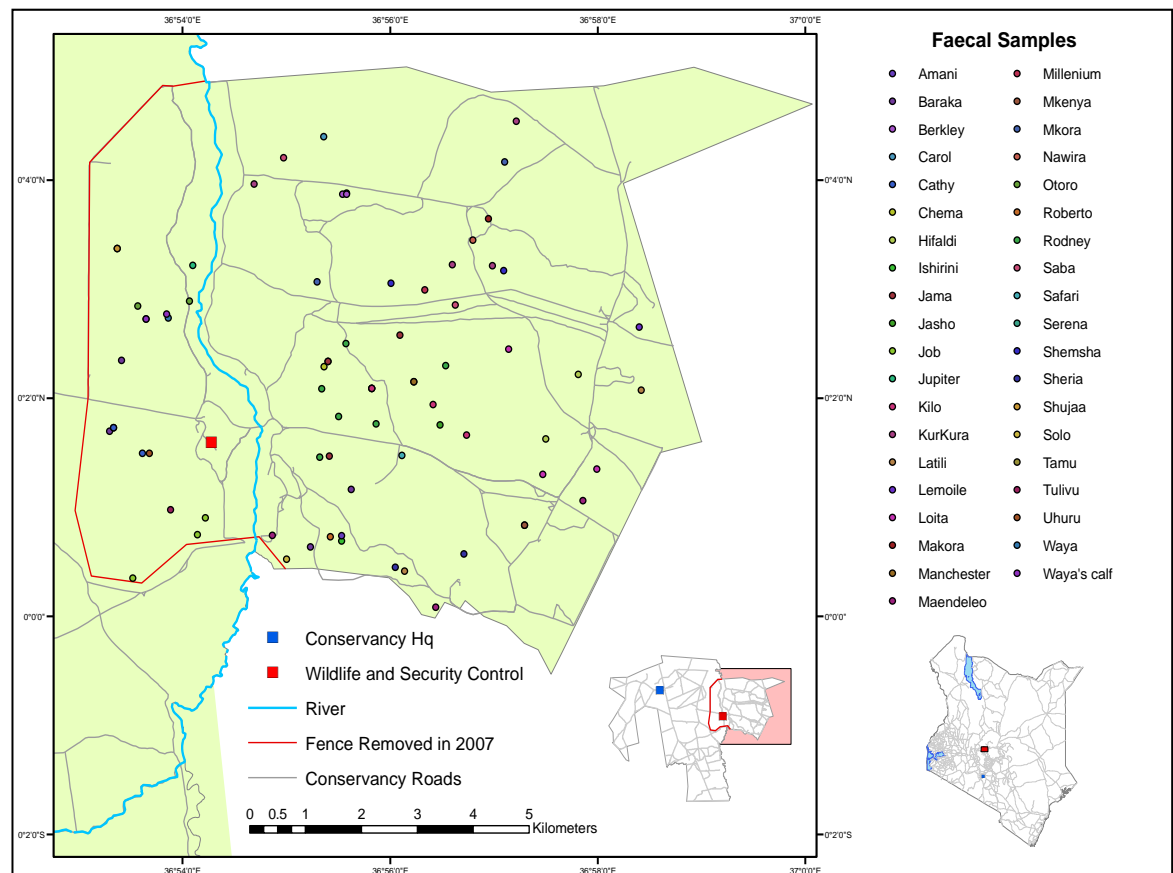 36°54'0"E 36°56'0"E 36°58'0"E 37°0'0"E
Faecal Samples
Amani
Baraka
Berkley
Carol
Cathy
Chema
Hifaldi
Ishirini
Jama
Jasho
Job
Jupiter
Kilo
KurKura
Latili
Lemoile
Loita
Makora
Manchester
Maendeleo
Millenium
Mkenya
Mkora
Nawira
Otoro
Roberto
Rodney
Saba
Safari
Serena
Shemsha
Sheria
Shujaa
Solo
Tamu
Tulivu
Uhuru
Waya
Waya's calf
0°4'0"N 0°4'0"N
0°2'0"N 0°2'0"N
0°0'0" 0°0'0"
0°2'0"S 0°2'0"S
Conservancy Hq
Wildlife and Security Control
River
Fence Removed in 2007
Conservancy Roads
0 0.5 1 2 3 4 5
Kilometers
36°54'0"E 36°56'0"E 36°58'0"E 37°0'0"E